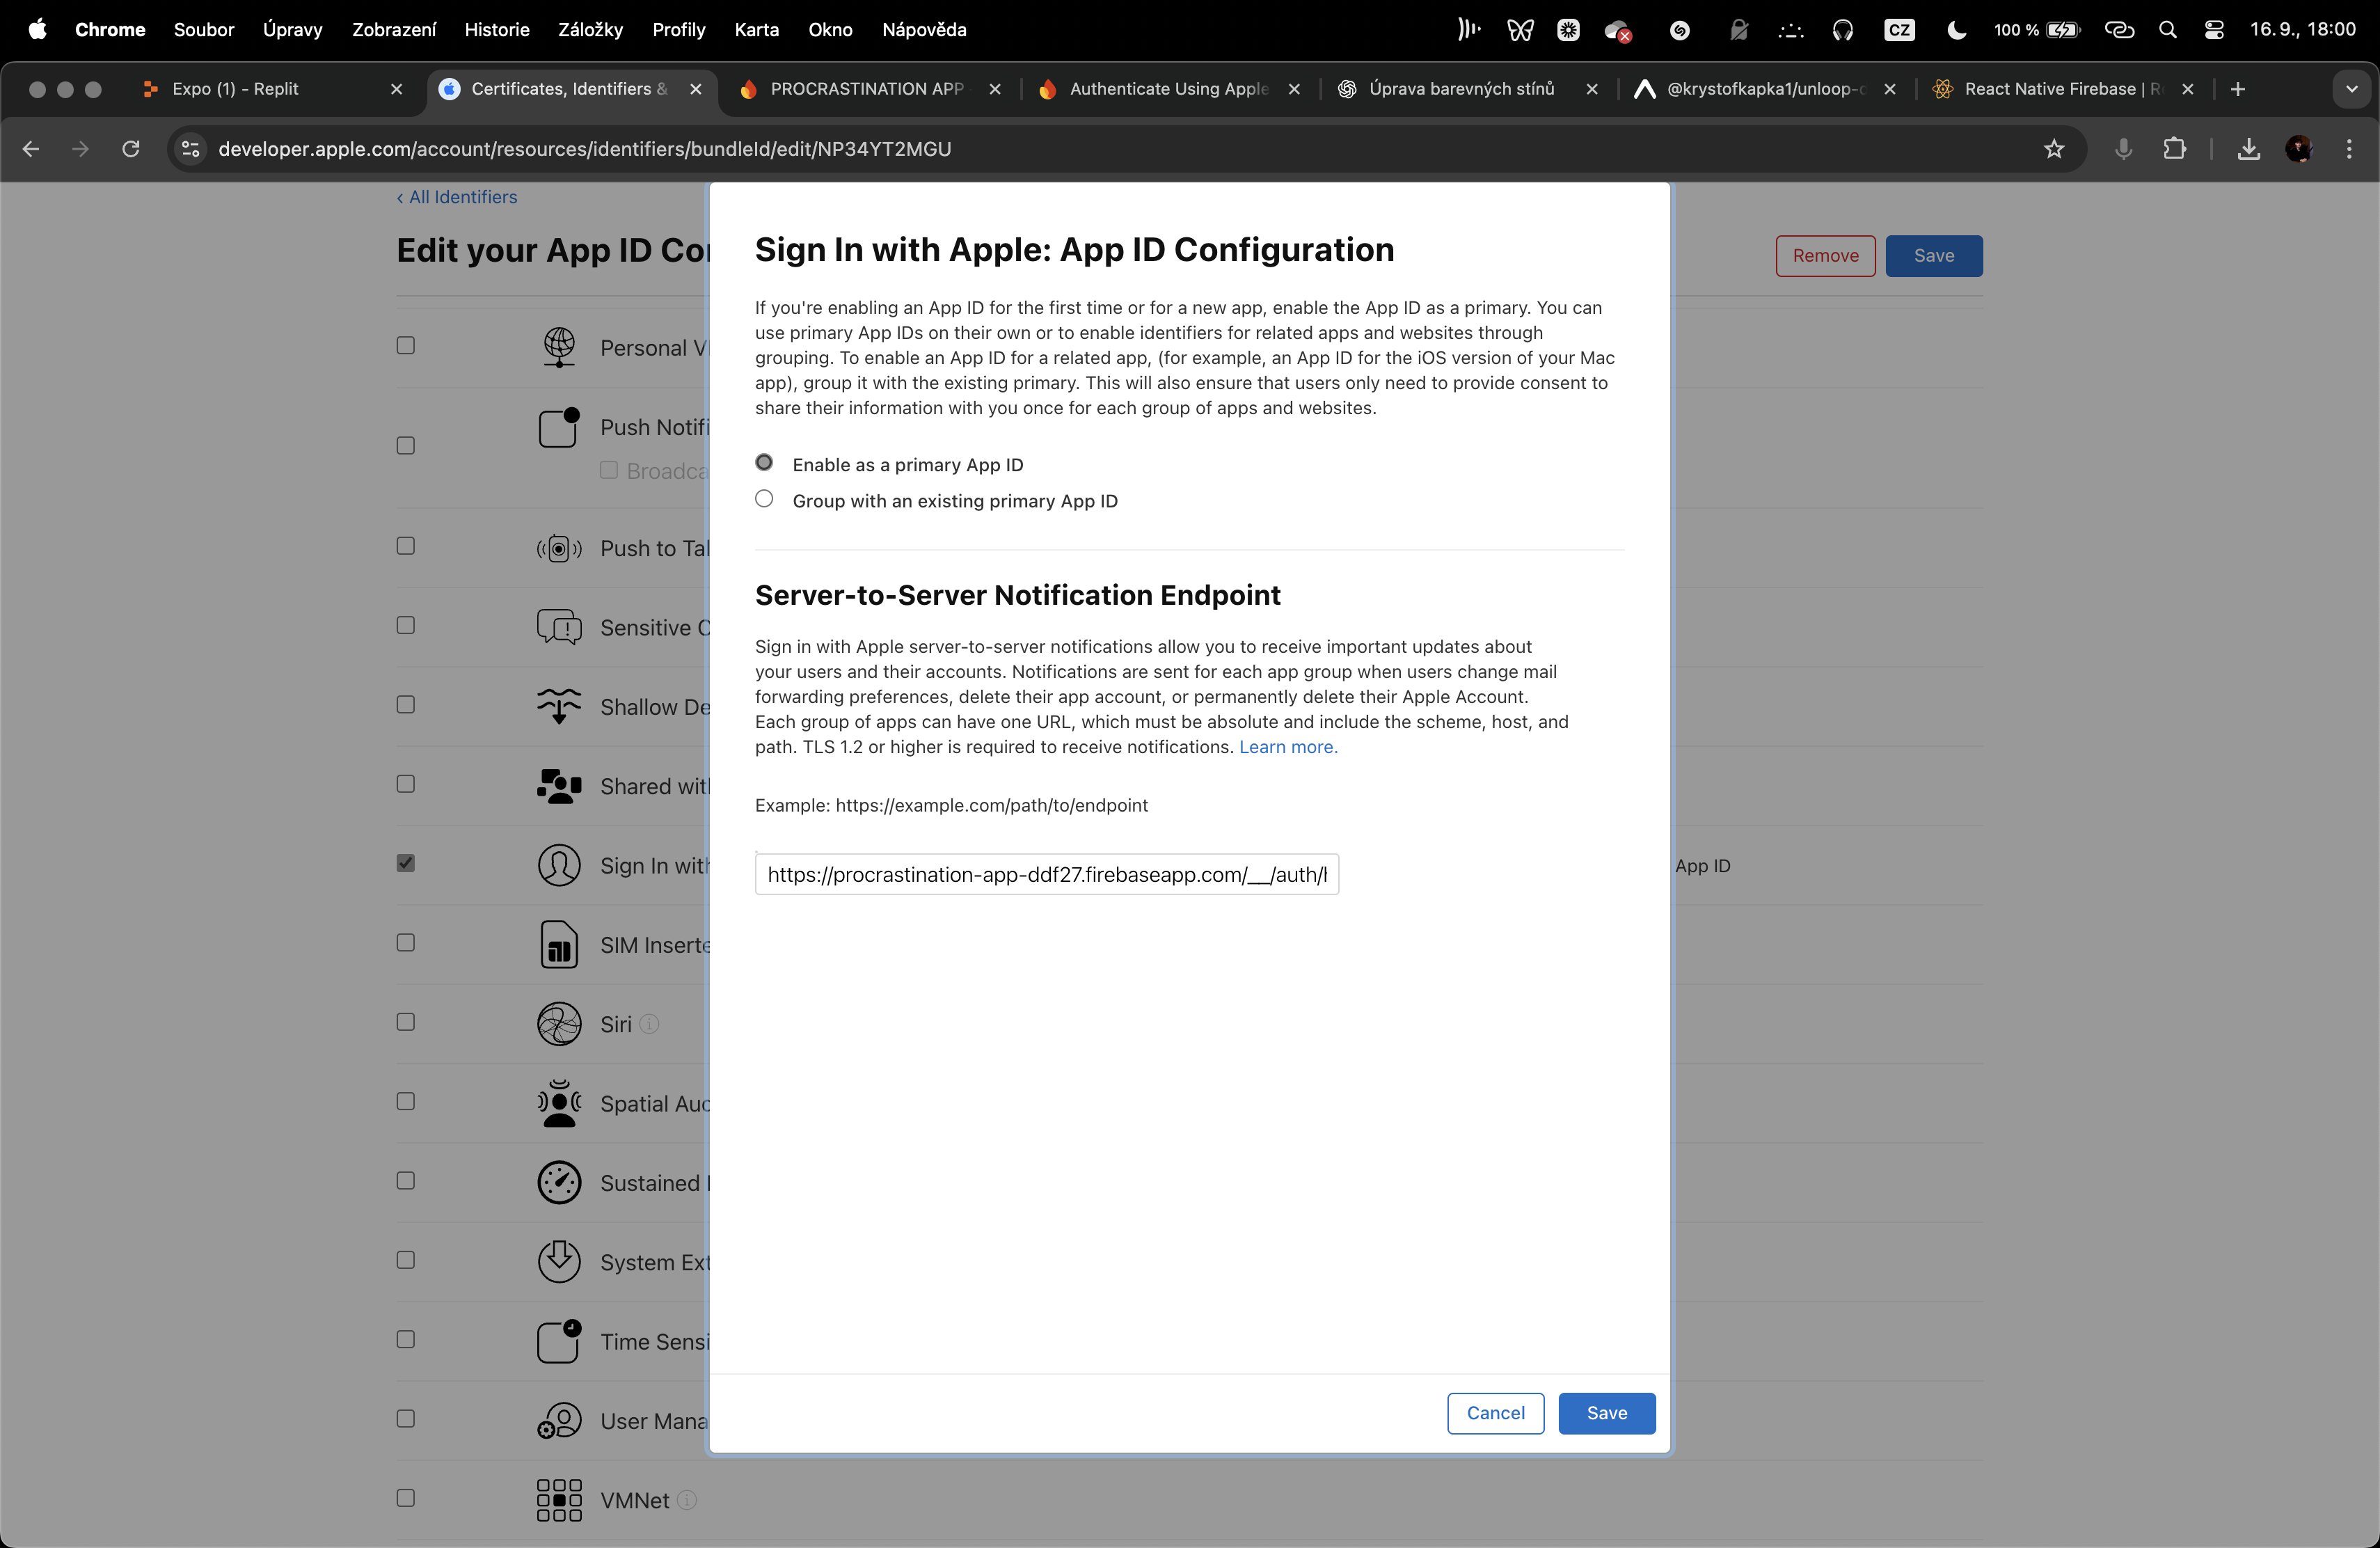 Chrome Soubor Úpravy Zobrazení Historie Záložky Profily Karta Okno Nápověda CZ 100 % 16. 9., 18:00
Expo (1) - Replit Certificates, Identifiers & PROCRASTINATION APP Authenticate Using Apple Úprava barevných stínů @krystofkapka1/unloop- React Native Firebase |
developer.apple.com/account/resources/identifiers/bundleId/edit/NP34YT2MGU
‹ All Identifiers
Edit your App ID Co
Remove Save
Personal V
Push Notifi
Broadca
Push to Tal
Sensitive C
Shallow De
Shared wit
Sign In with
App ID
SIM Inserte
Siri
Spatial Aud
Sustained
System Ext
Time Sensi
User Mana
VMNet
Sign In with Apple: App ID Configuration
If you're enabling an App ID for the first time or for a new app, enable the App ID as a primary. You can
use primary App IDs on their own or to enable identifiers for related apps and websites through
grouping. To enable an App ID for a related app, (for example, an App ID for the iOS version of your Mac
app), group it with the existing primary. This will also ensure that users only need to provide consent to
share their information with you once for each group of apps and websites.
Enable as a primary App ID
Group with an existing primary App ID
Server-to-Server Notification Endpoint
Sign in with Apple server-to-server notifications allow you to receive important updates about
your users and their accounts. Notifications are sent for each app group when users change mail
forwarding preferences, delete their app account, or permanently delete their Apple Account.
Each group of apps can have one URL, which must be absolute and include the scheme, host, and
path. TLS 1.2 or higher is required to receive notifications. Learn more.
Example: https://example.com/path/to/endpoint
https://procrastination-app-ddf27.firebaseapp.com/__/auth/h
Cancel Save